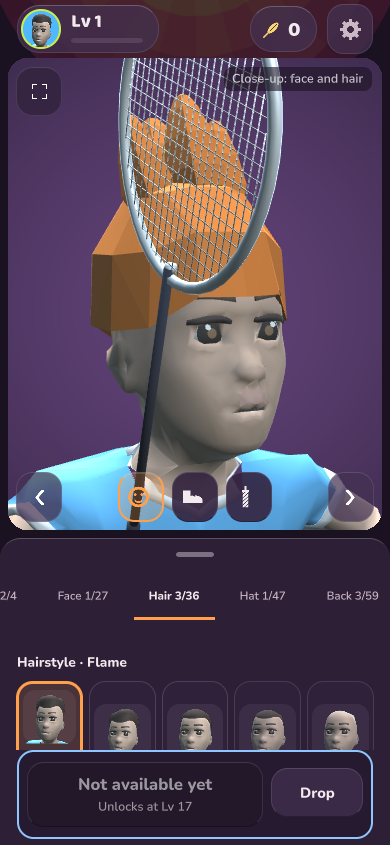 Lv 1
0
Close-up: face and hair
2/4
Face 1/27
Hair 3/36
Hat 1/47
Back 3/59
Hairstyle · Flame
Not available yet
Unlocks at Lv 17
Drop